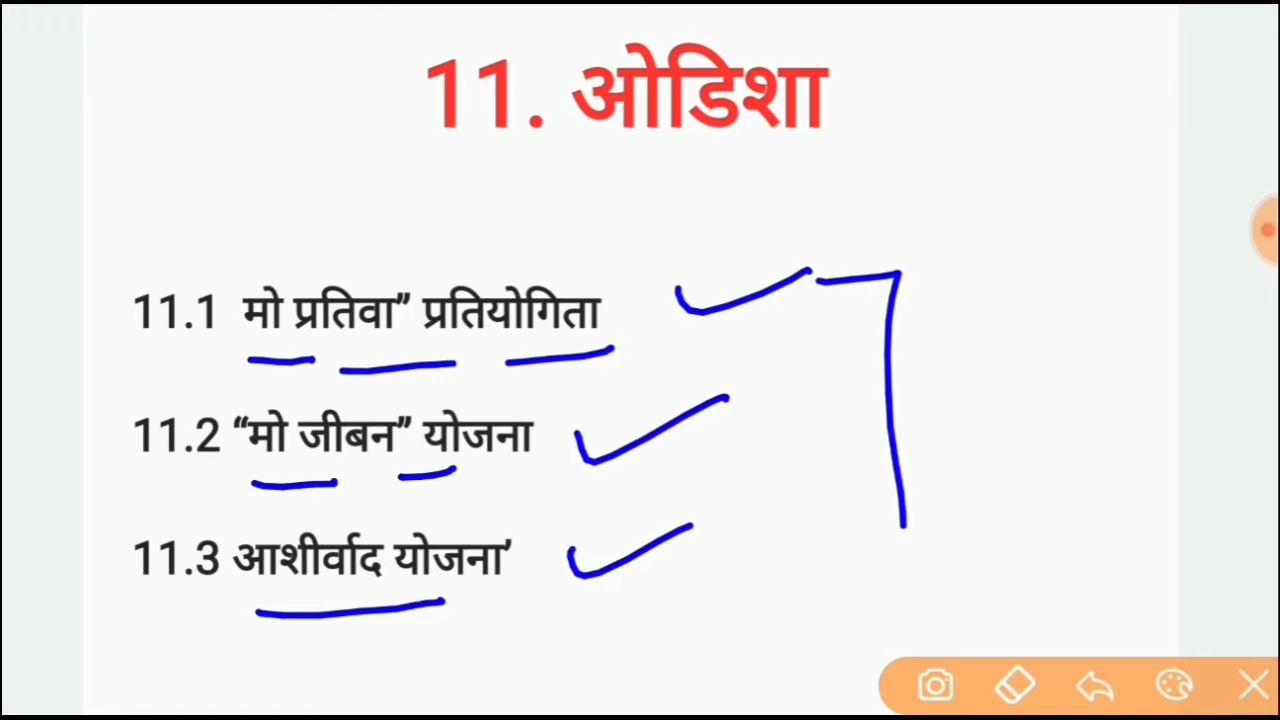 11. ओडिशा
11.1 मो प्रतिवा” प्रतियोगिता
11.2 “मो जीबन” योजना
11.3 आशीर्वाद योजना’